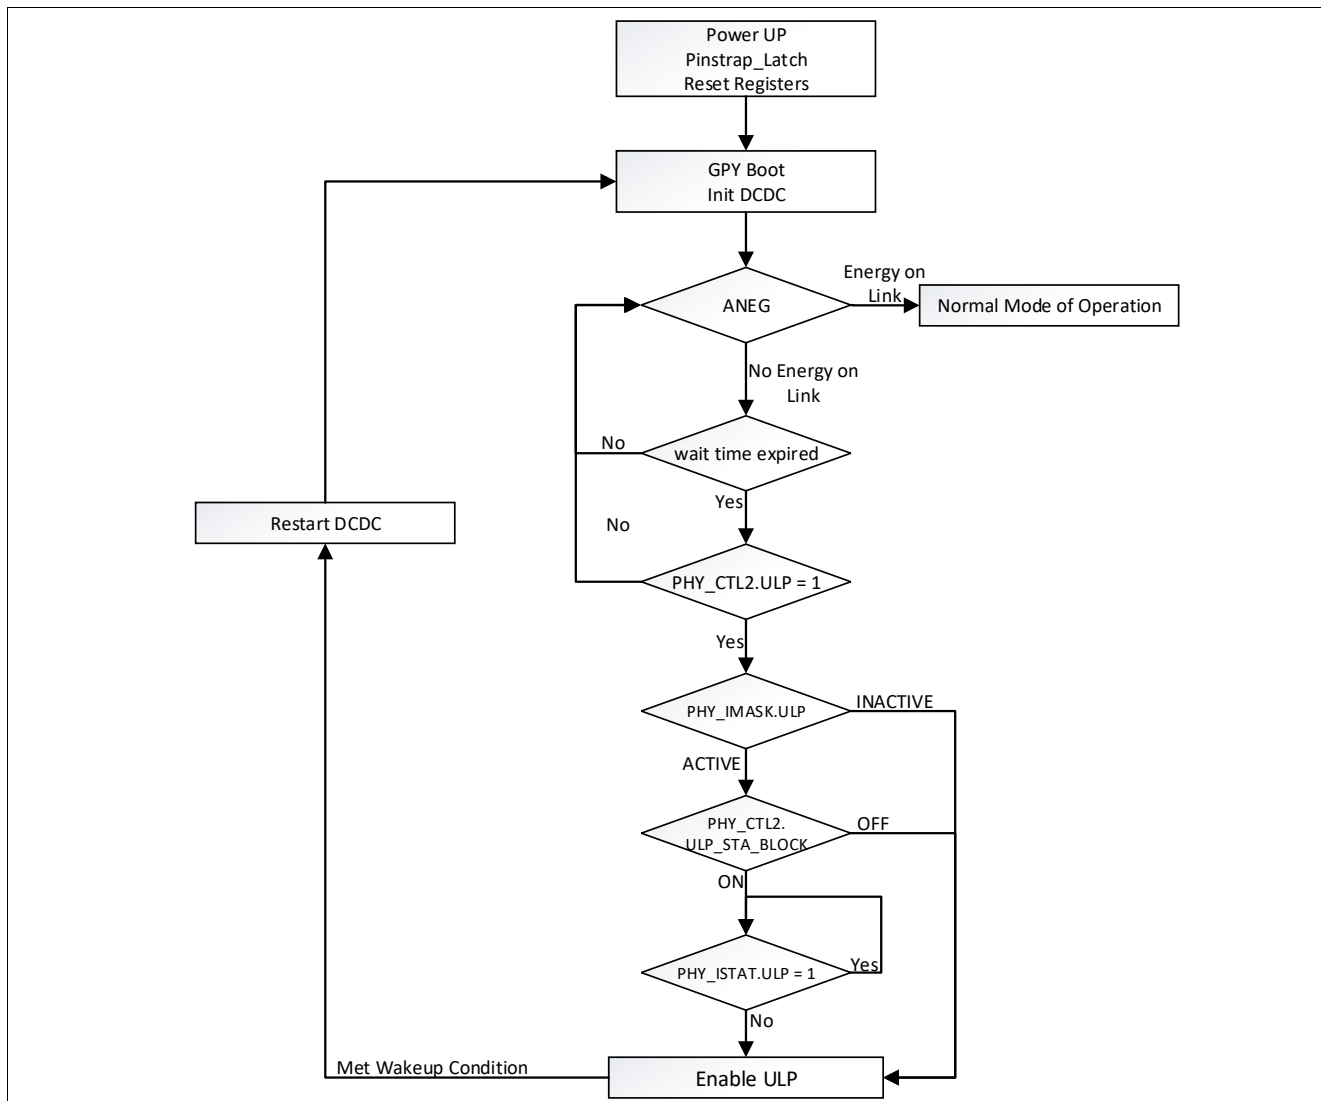 Power UP
Pinstrap_Latch
Reset Registers
GPY Boot
Init DCDC
ANEG
Energy on
Link
Normal Mode of Operation
No Energy on
Link
wait time expired
No
Yes
Restart DCDC
No
PHY_CTL2.ULP = 1
Yes
PHY_IMASK.ULP
INACTIVE
ACTIVE
PHY_CTL2.
ULP_STA_BLOCK
OFF
ON
PHY_ISTAT.ULP = 1
Yes
No
Met Wakeup Condition
Enable ULP